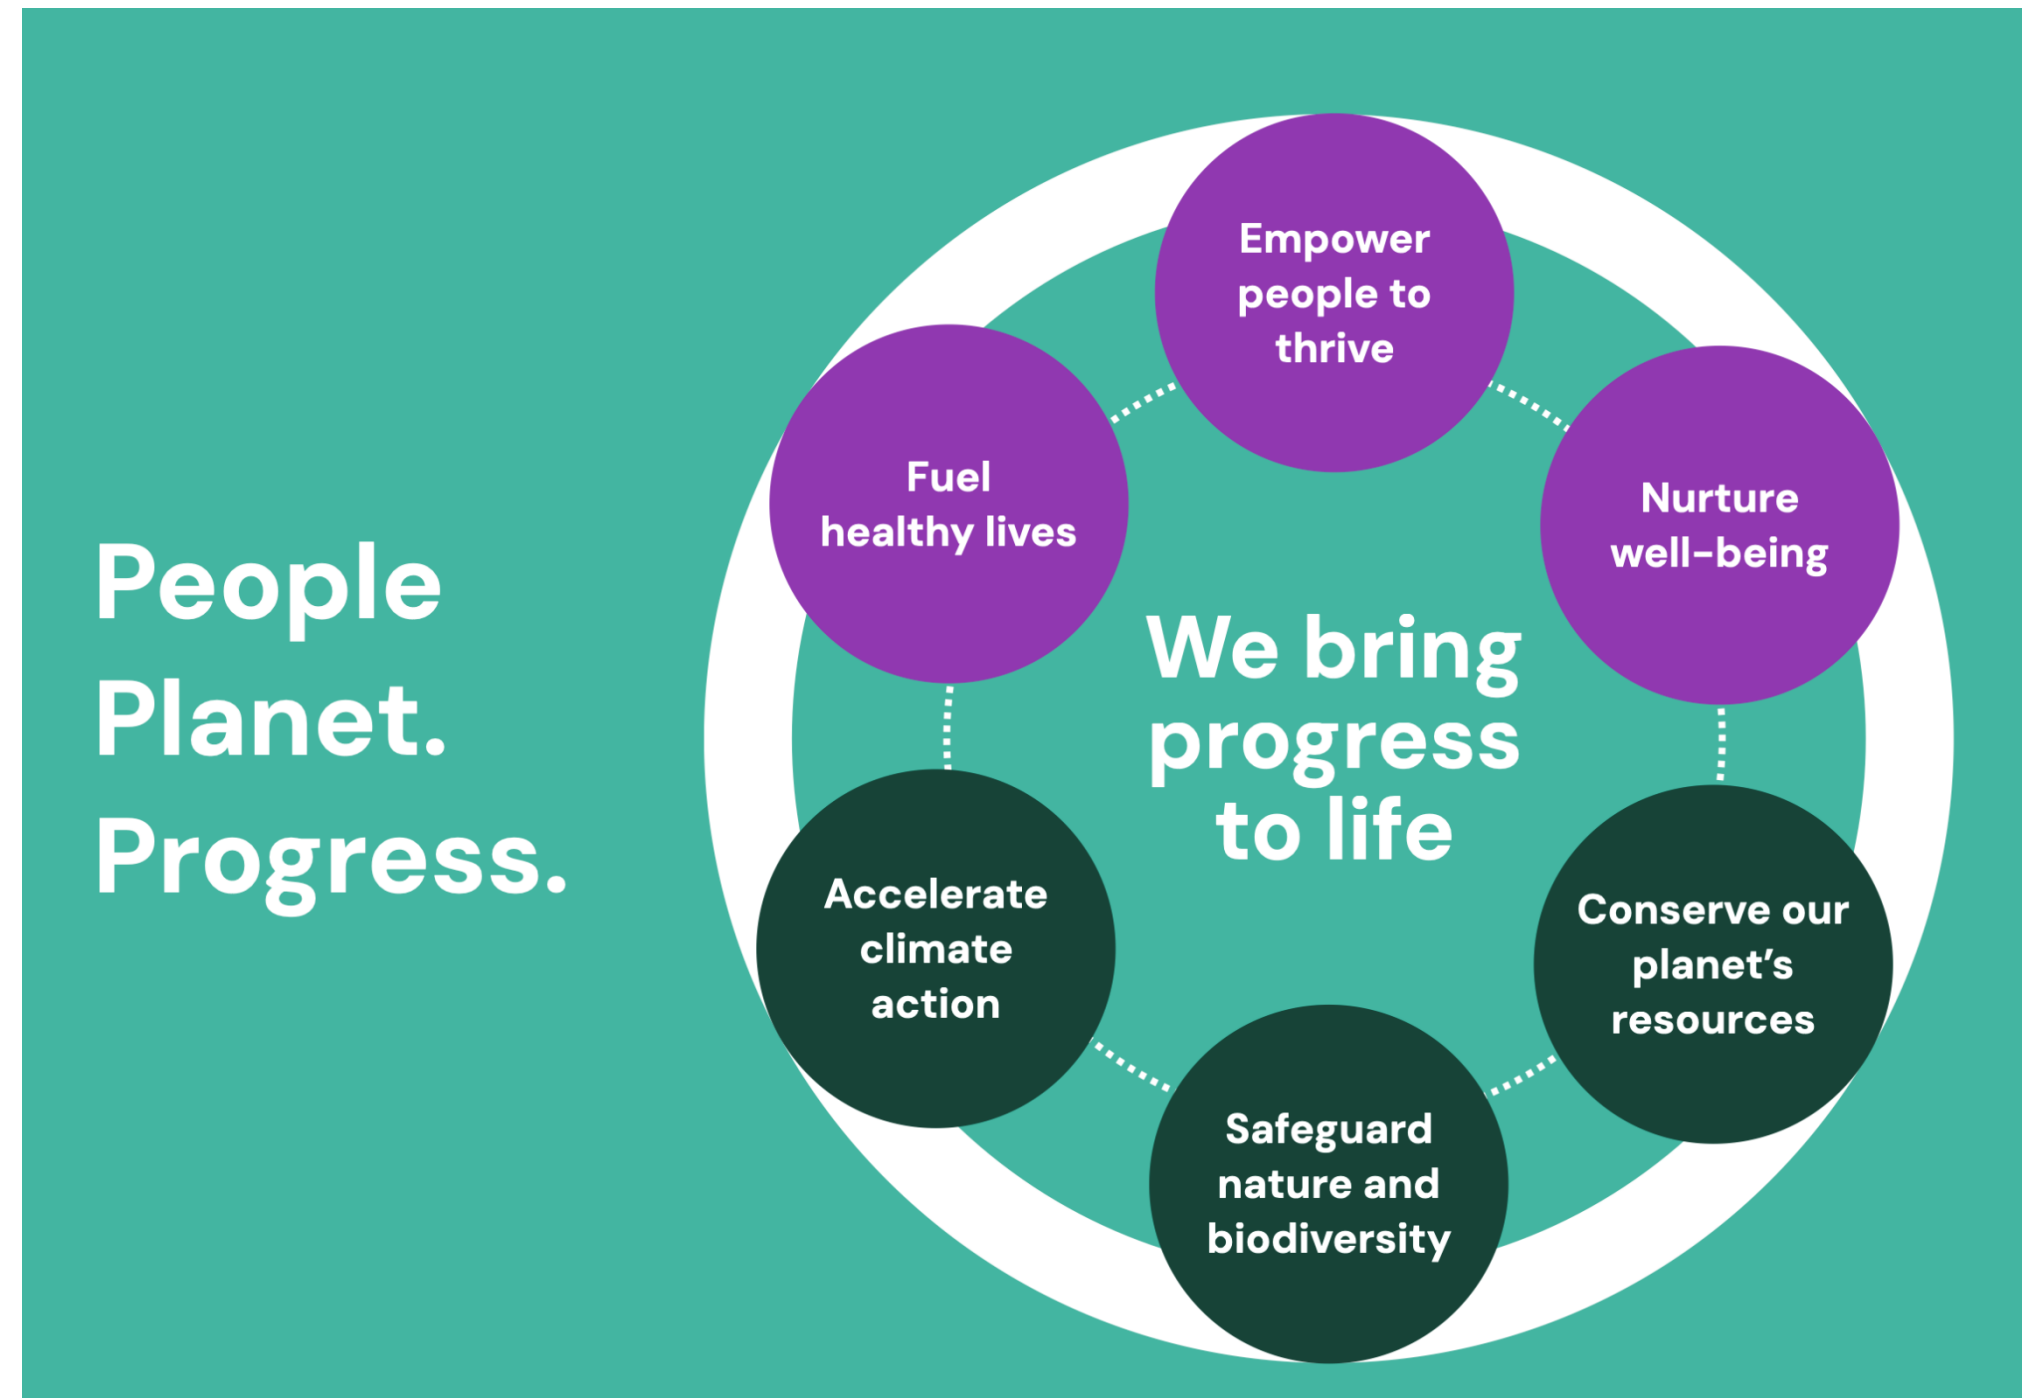 People
Planet.
Progress.
Empower
people to
thrive
Fuel
healthy lives
Nurture
well-being
We bring
progress
to life
Accelerate
climate
action
Conserve our
planet’s
resources
Safeguard
nature and
biodiversity